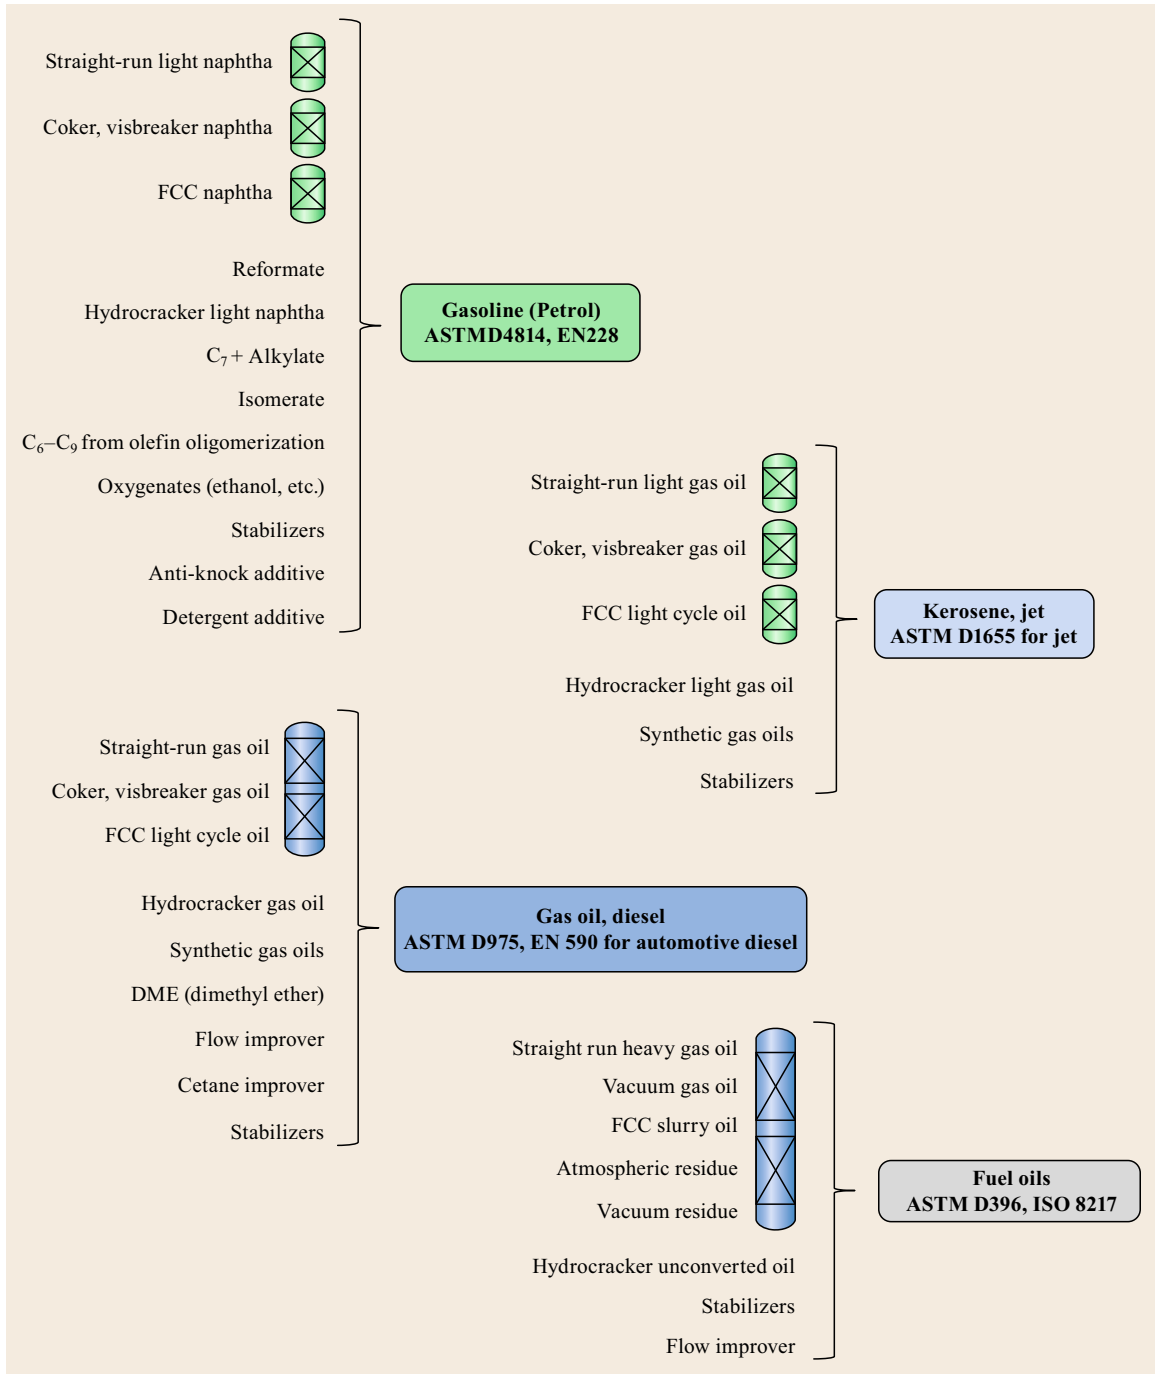 Straight-run light naphtha
Coker, visbreaker naphtha
FCC naphtha
Reformate
Hydrocracker light naphtha
C₇ + Alkylate
Isomerate
C₆–C₉ from olefin oligomerization
Oxygenates (ethanol, etc.)
Stabilizers
Anti-knock additive
Detergent additive
Gasoline (Petrol)
ASTMD4814, EN228
Straight-run light gas oil
Coker, visbreaker gas oil
FCC light cycle oil
Hydrocracker light gas oil
Synthetic gas oils
Stabilizers
Kerosene, jet
ASTM D1655 for jet
Straight-run gas oil
Coker, visbreaker gas oil
FCC light cycle oil
Hydrocracker gas oil
Synthetic gas oils
DME (dimethyl ether)
Flow improver
Cetane improver
Stabilizers
Gas oil, diesel
ASTM D975, EN 590 for automotive diesel
Straight run heavy gas oil
Vacuum gas oil
FCC slurry oil
Atmospheric residue
Vacuum residue
Hydrocracker unconverted oil
Stabilizers
Flow improver
Fuel oils
ASTM D396, ISO 8217